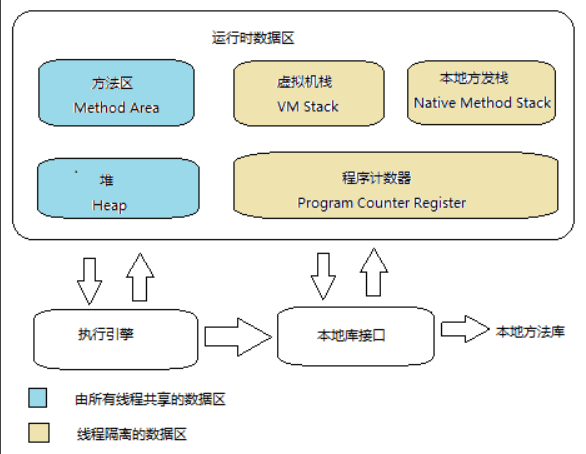 运行时数据区
方法区
Method Area
虚拟机栈
VM Stack
本地方发栈
Native Method Stack
堆
Heap
程序计数器
Program Counter Register
执行引擎
本地库接口
本地方法库
由所有线程共享的数据区
线程隔离的数据区